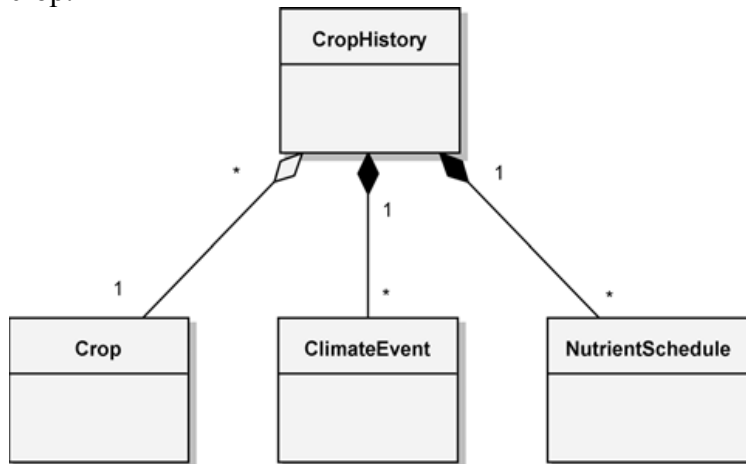 crop.
CropHistory
*
1
1
1
*
*
Crop
ClimateEvent
NutrientSchedule